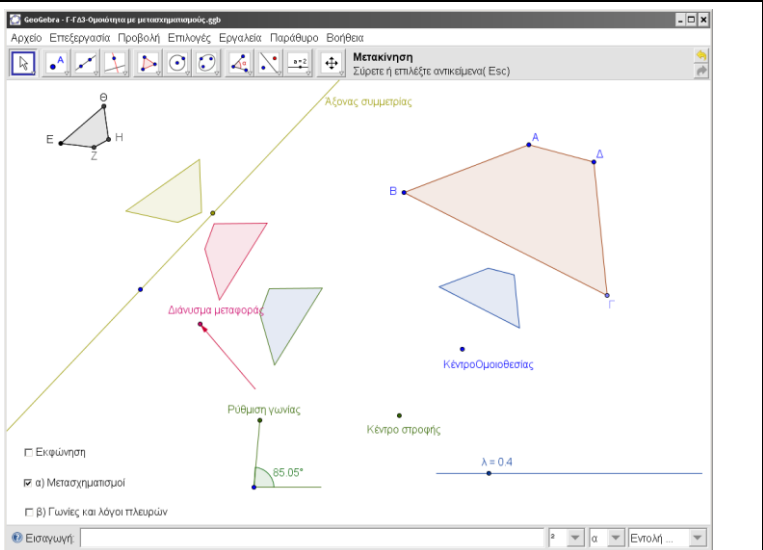 GeoGebra - Γ-ΓΔ3-Ομοιότητα με μετασχηματισμούς.ggb
Αρχείο Επεξεργασία Προβολή Επιλογές Εργαλεία Παράθυρο Βοήθεια
A α a=2
Μετακίνηση
Σύρετε ή επιλέξτε αντικείμενα( Esc)
Άξονας συμμετρίας
Θ
Ε Η
Ζ
Α
Δ
Β
Γ
Διάνυσμα μεταφοράς
ΚέντροΟμοιοθεσίας
Ρύθμιση γωνίας
Κέντρο στροφής
85.05°
λ = 0.4
Εκφώνηση
α) Μετασχηματισμοί
β) Γωνίες και λόγοι πλευρών
Εισαγωγή: ² α Εντολή ...